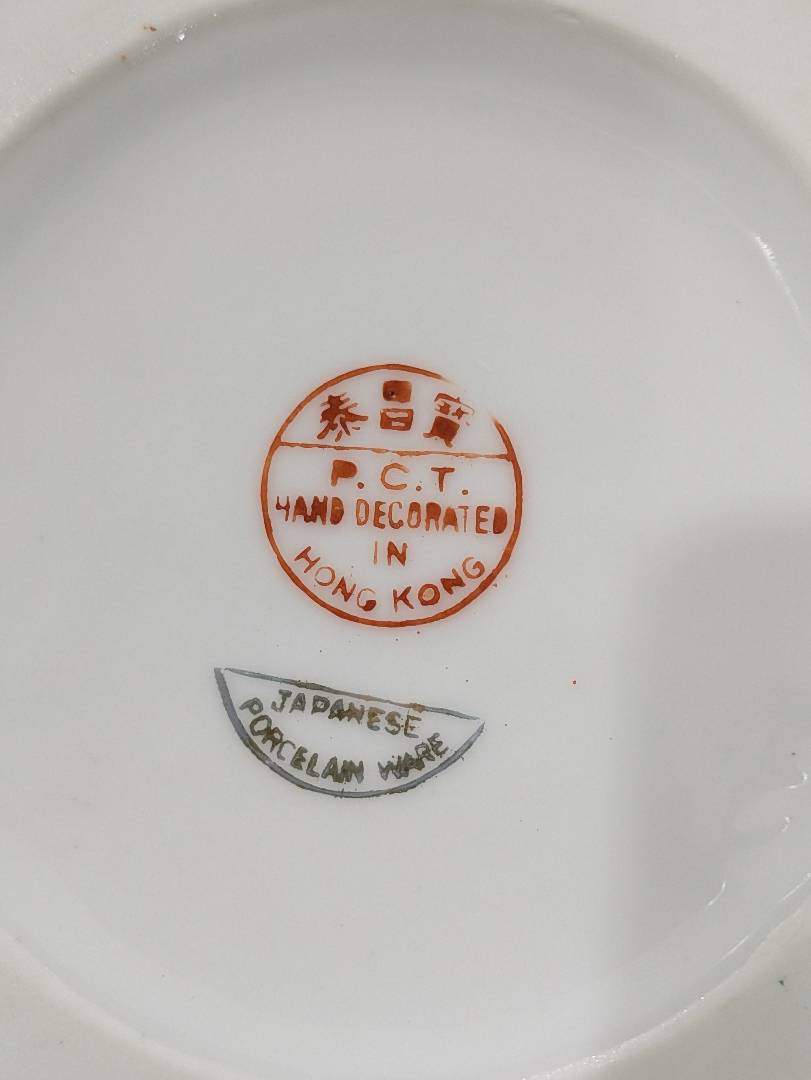 泰昌寶
P. C. T.
HAND DECORATED
IN
HONG KONG
JAPANESE
PORCELAIN WARE